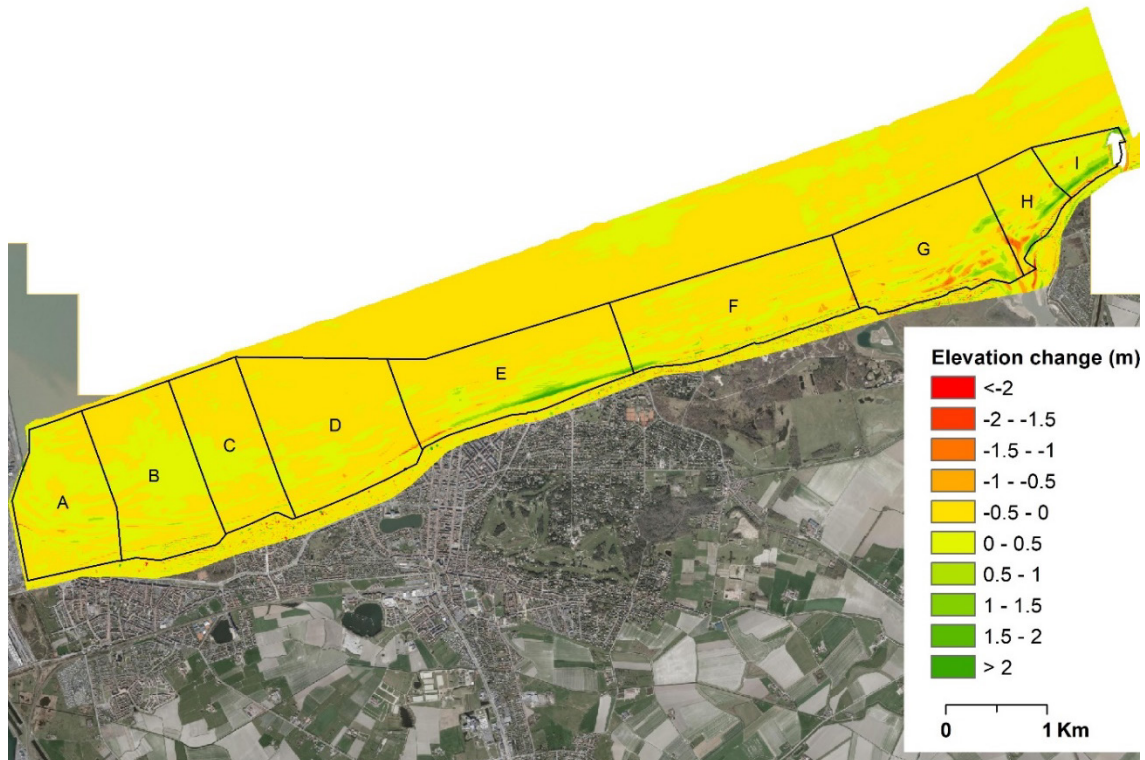 I
H
G
F
E
D
C
B
A
Elevation change (m)
<-2
-2 - -1.5
-1.5 - -1
-1 - -0.5
-0.5 - 0
0 - 0.5
0.5 - 1
1 - 1.5
1.5 - 2
> 2
0 1 Km